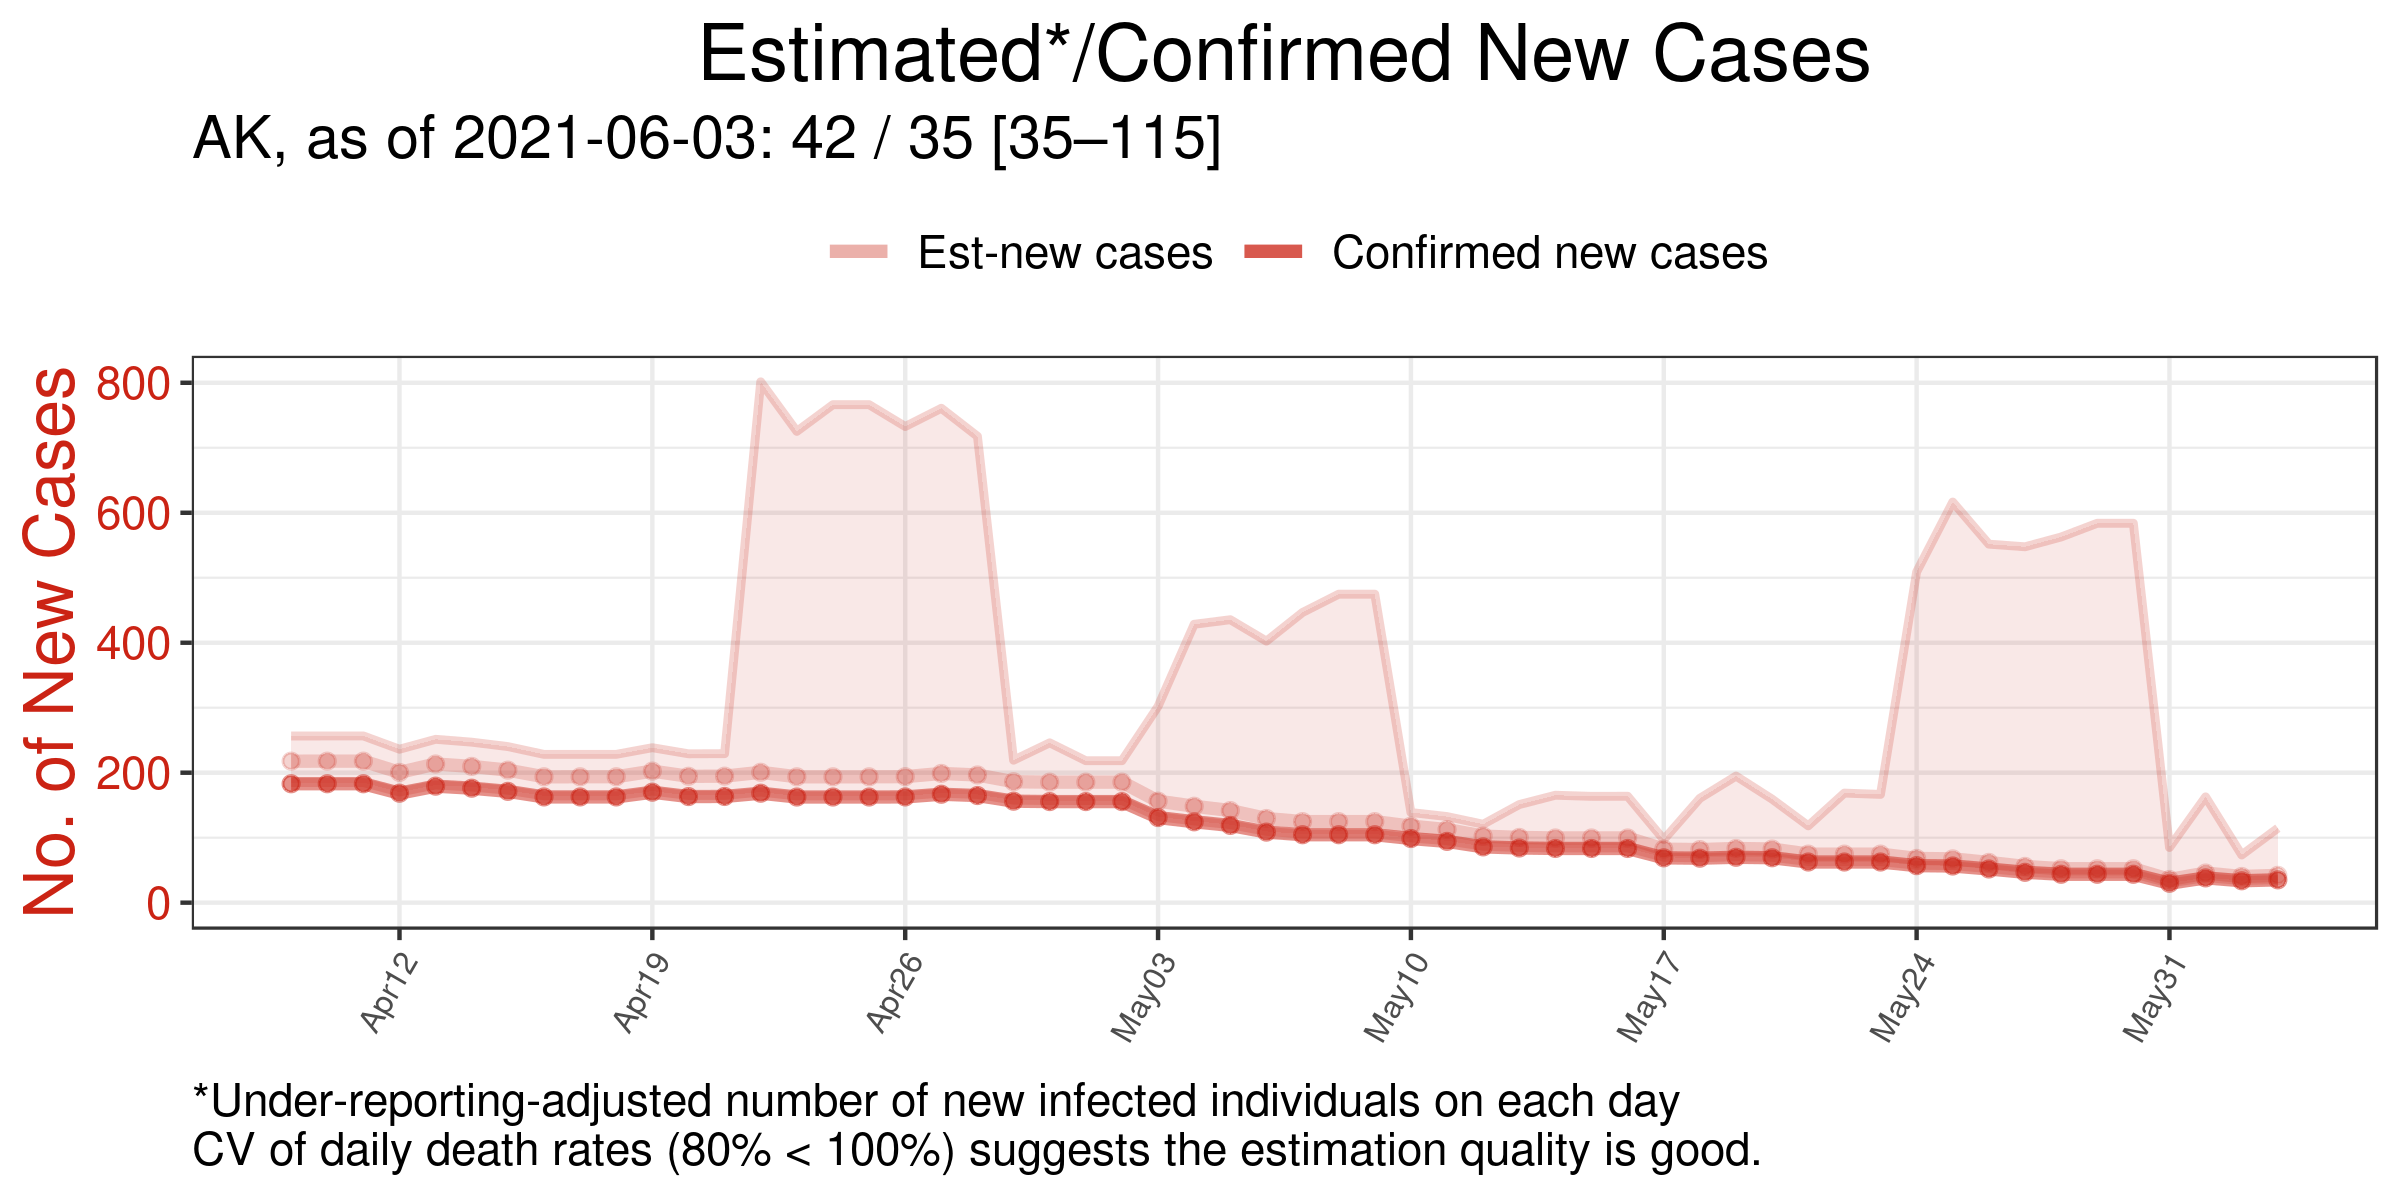 Estimated*/Confirmed New Cases
AK, as of 2021-06-03: 42 / 35 [35–115]
Est-new cases Confirmed new cases
No. of New Cases
800
600
400
200
0
Apr12 Apr19 Apr26 May03 May10 May17 May24 May31
*Under-reporting-adjusted number of new infected individuals on each day
CV of daily death rates (80% < 100%) suggests the estimation quality is good.